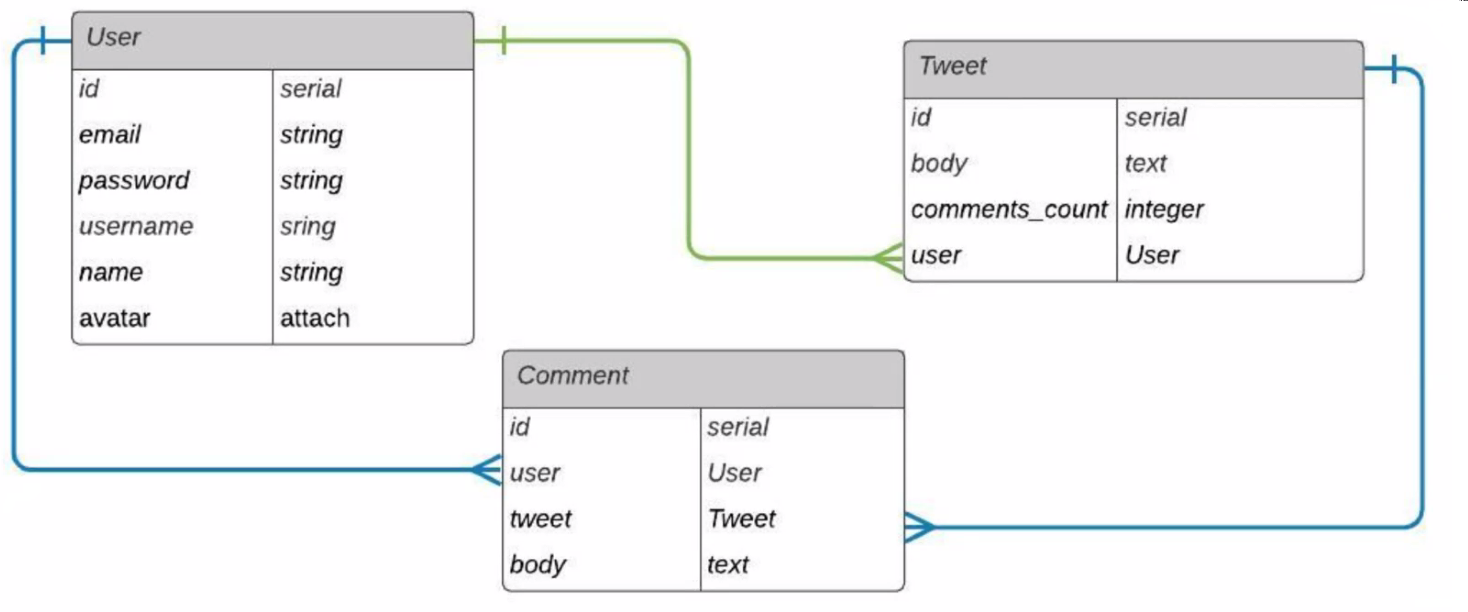 User
id serial
email string
password string
username sring
name string
avatar attach
Tweet
id serial
body text
comments_count integer
user User
Comment
id serial
user User
tweet Tweet
body text